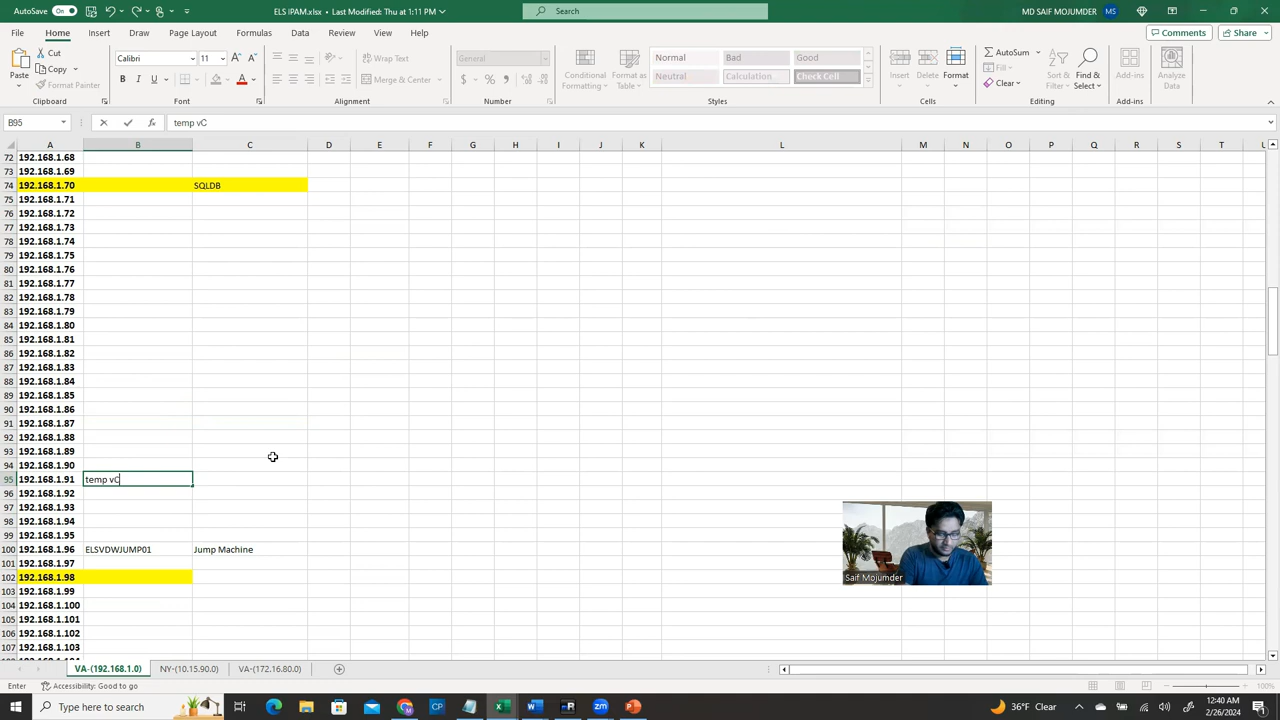 AutoSave On ELS IPAM.xlsx • Last Modified: Thu at 1:11 PM Search MD SAIF MOJUMDER MS
File Home Insert Draw Page Layout Formulas Data Review View Help Comments Share
Paste Cut Copy Format Painter Clipboard
Calibri 11 B I U A Font
Wrap Text Merge & Center Alignment
General $ % , Number
Conditional Formatting Format as Table Normal Bad Good Neutral Calculation Check Cell Styles
Insert Delete Format Cells
AutoSum Fill Clear Sort & Filter Find & Select Editing
Add-ins Add-ins
Analyze Data
B95 fx temp vC
A B C D E F G H I J K L M N O P Q R S T U
72 192.168.1.68
73 192.168.1.69
74 192.168.1.70 SQLDB
75 192.168.1.71
76 192.168.1.72
77 192.168.1.73
78 192.168.1.74
79 192.168.1.75
80 192.168.1.76
81 192.168.1.77
82 192.168.1.78
83 192.168.1.79
84 192.168.1.80
85 192.168.1.81
86 192.168.1.82
87 192.168.1.83
88 192.168.1.84
89 192.168.1.85
90 192.168.1.86
91 192.168.1.87
92 192.168.1.88
93 192.168.1.89
94 192.168.1.90
95 192.168.1.91 temp vC
96 192.168.1.92
97 192.168.1.93
98 192.168.1.94
99 192.168.1.95
100 192.168.1.96 ELSVDWJUMP01 Jump Machine
101 192.168.1.97
102 192.168.1.98
103 192.168.1.99
104 192.168.1.100
105 192.168.1.101
106 192.168.1.102
107 192.168.1.103
Saif Mojumder
VA-(192.168.1.0) NY-(10.15.90.0) VA-(172.16.80.0)
Enter Accessibility: Good to go 100%
Type here to search CP 36°F Clear 12:40 AM
2/26/2024